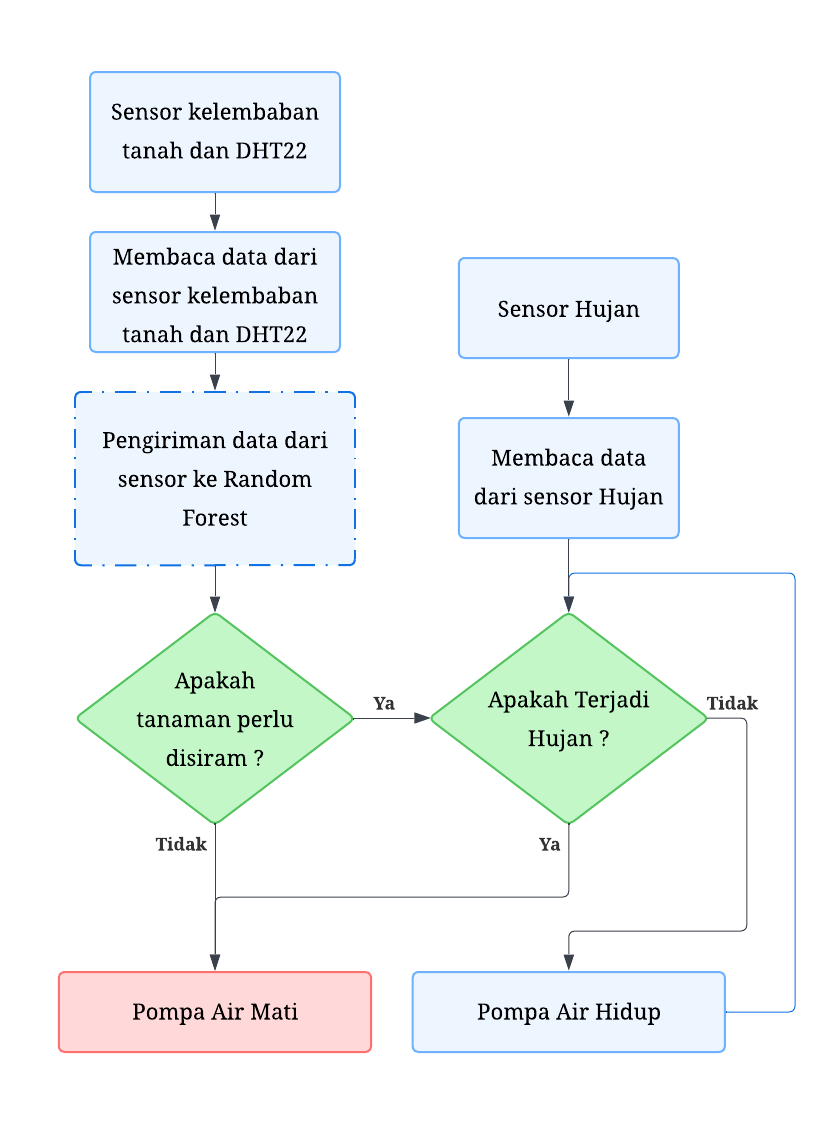 Sensor kelembaban
tanah dan DHT22
Membaca data dari
sensor kelembaban
tanah dan DHT22
Sensor Hujan
Pengiriman data dari
sensor ke Random
Forest
Membaca data
dari sensor Hujan
Apakah
tanaman perlu
disiram ?
Ya
Apakah Terjadi
Hujan ?
Tidak
Tidak
Ya
Pompa Air Mati
Pompa Air Hidup